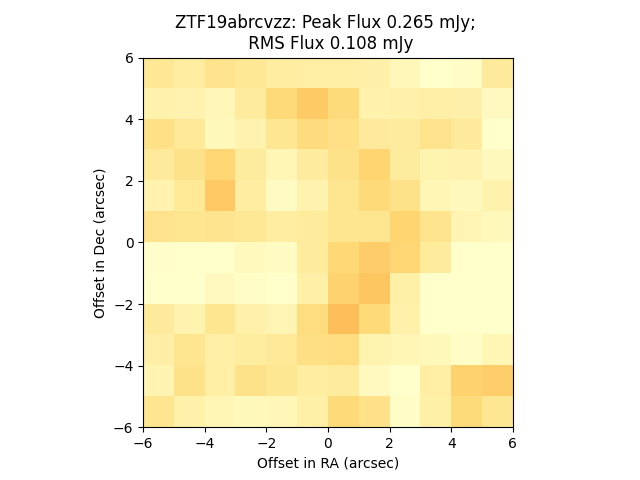 ZTF19abrcvzz: Peak Flux 0.265 mJy;
RMS Flux 0.108 mJy
6
4
2
0
−2
−4
−6
Offset in Dec (arcsec)
−6 −4 −2 0 2 4 6
Offset in RA (arcsec)